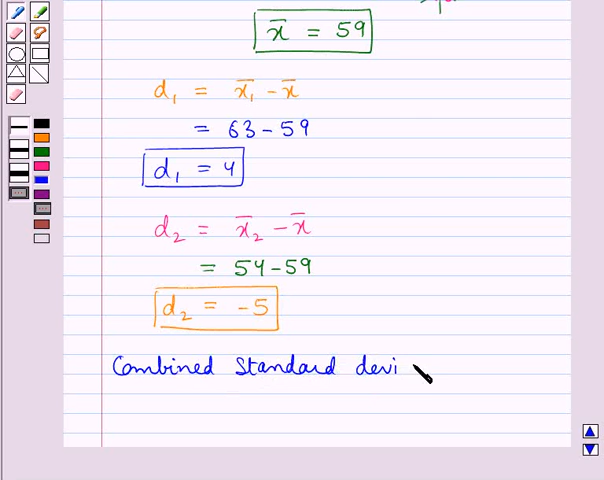 x̄ = 59
d₁ = x̄₁ - x̄
= 63 - 59
d₁ = 4
d₂ = x̄₂ - x̄
= 54 - 59
d₂ = -5
Combined Standard devi